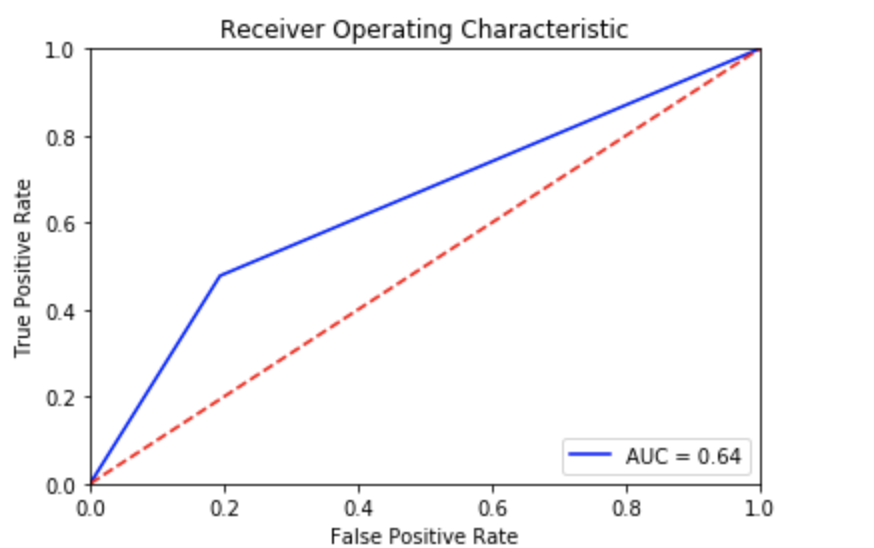 Receiver Operating Characteristic
1.0
0.8
0.6
0.4
0.2
0.0
True Positive Rate
AUC = 0.64
0.0 0.2 0.4 0.6 0.8 1.0
False Positive Rate